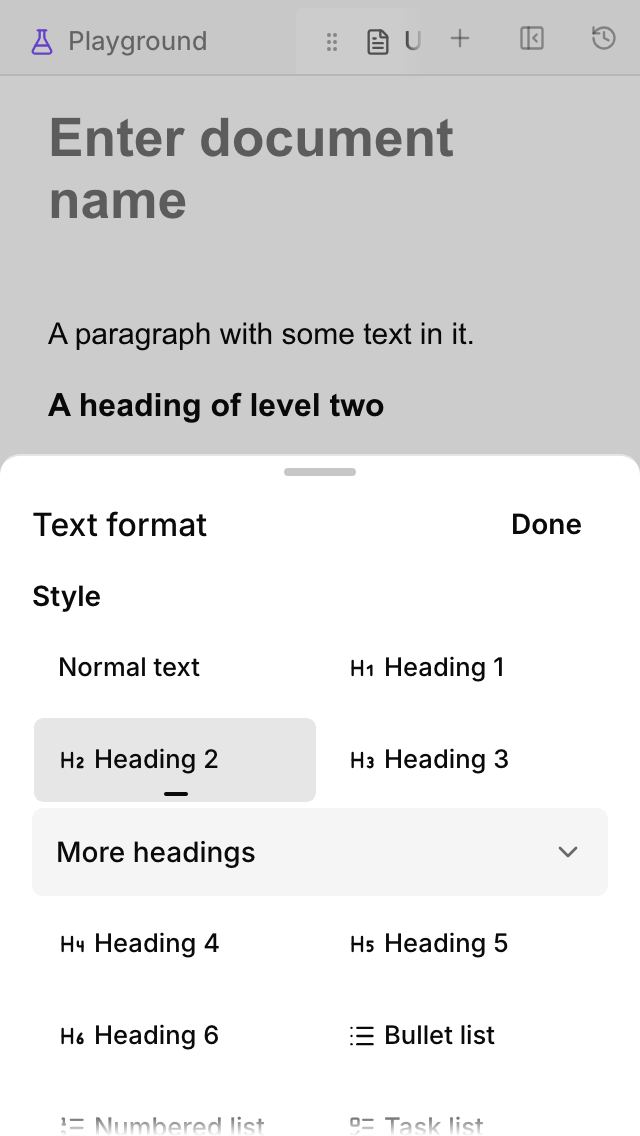 Playground
U
Enter document
name
A paragraph with some text in it.
A heading of level two
Text format
Done
Style
Normal text
H1 Heading 1
H2 Heading 2
H3 Heading 3
More headings
H4 Heading 4
H5 Heading 5
H6 Heading 6
Bullet list
Numbered list
Task list